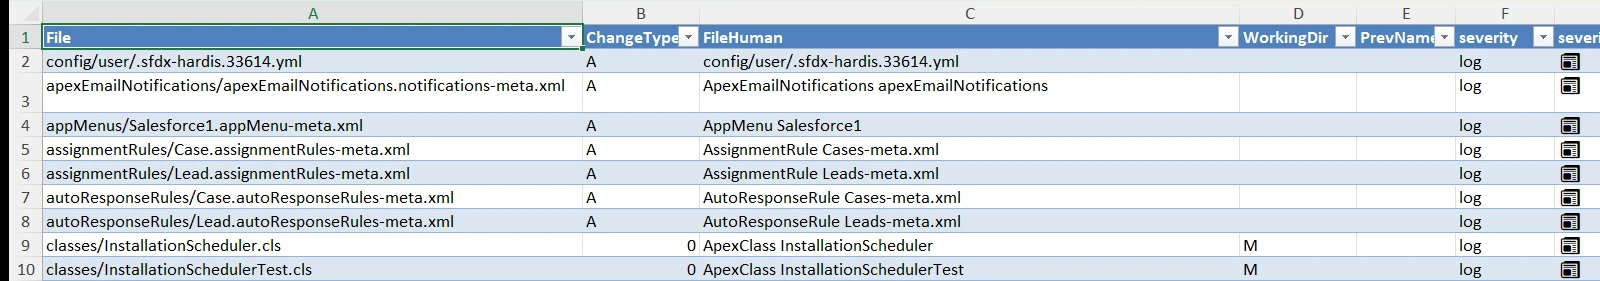 A B C D E F
1 File ChangeType FileHuman WorkingDir PrevName severity severi
2 config/user/.sfdx-hardis.33614.yml A config/user/.sfdx-hardis.33614.yml log
3 apexEmailNotifications/apexEmailNotifications.notifications-meta.xml A ApexEmailNotifications apexEmailNotifications log
4 appMenus/Salesforce1.appMenu-meta.xml A AppMenu Salesforce1 log
5 assignmentRules/Case.assignmentRules-meta.xml A AssignmentRule Cases-meta.xml log
6 assignmentRules/Lead.assignmentRules-meta.xml A AssignmentRule Leads-meta.xml log
7 autoResponseRules/Case.autoResponseRules-meta.xml A AutoResponseRule Cases-meta.xml log
8 autoResponseRules/Lead.autoResponseRules-meta.xml A AutoResponseRule Leads-meta.xml log
9 classes/InstallationScheduler.cls 0 ApexClass InstallationScheduler M log
10 classes/InstallationSchedulerTest.cls 0 ApexClass InstallationSchedulerTest M log